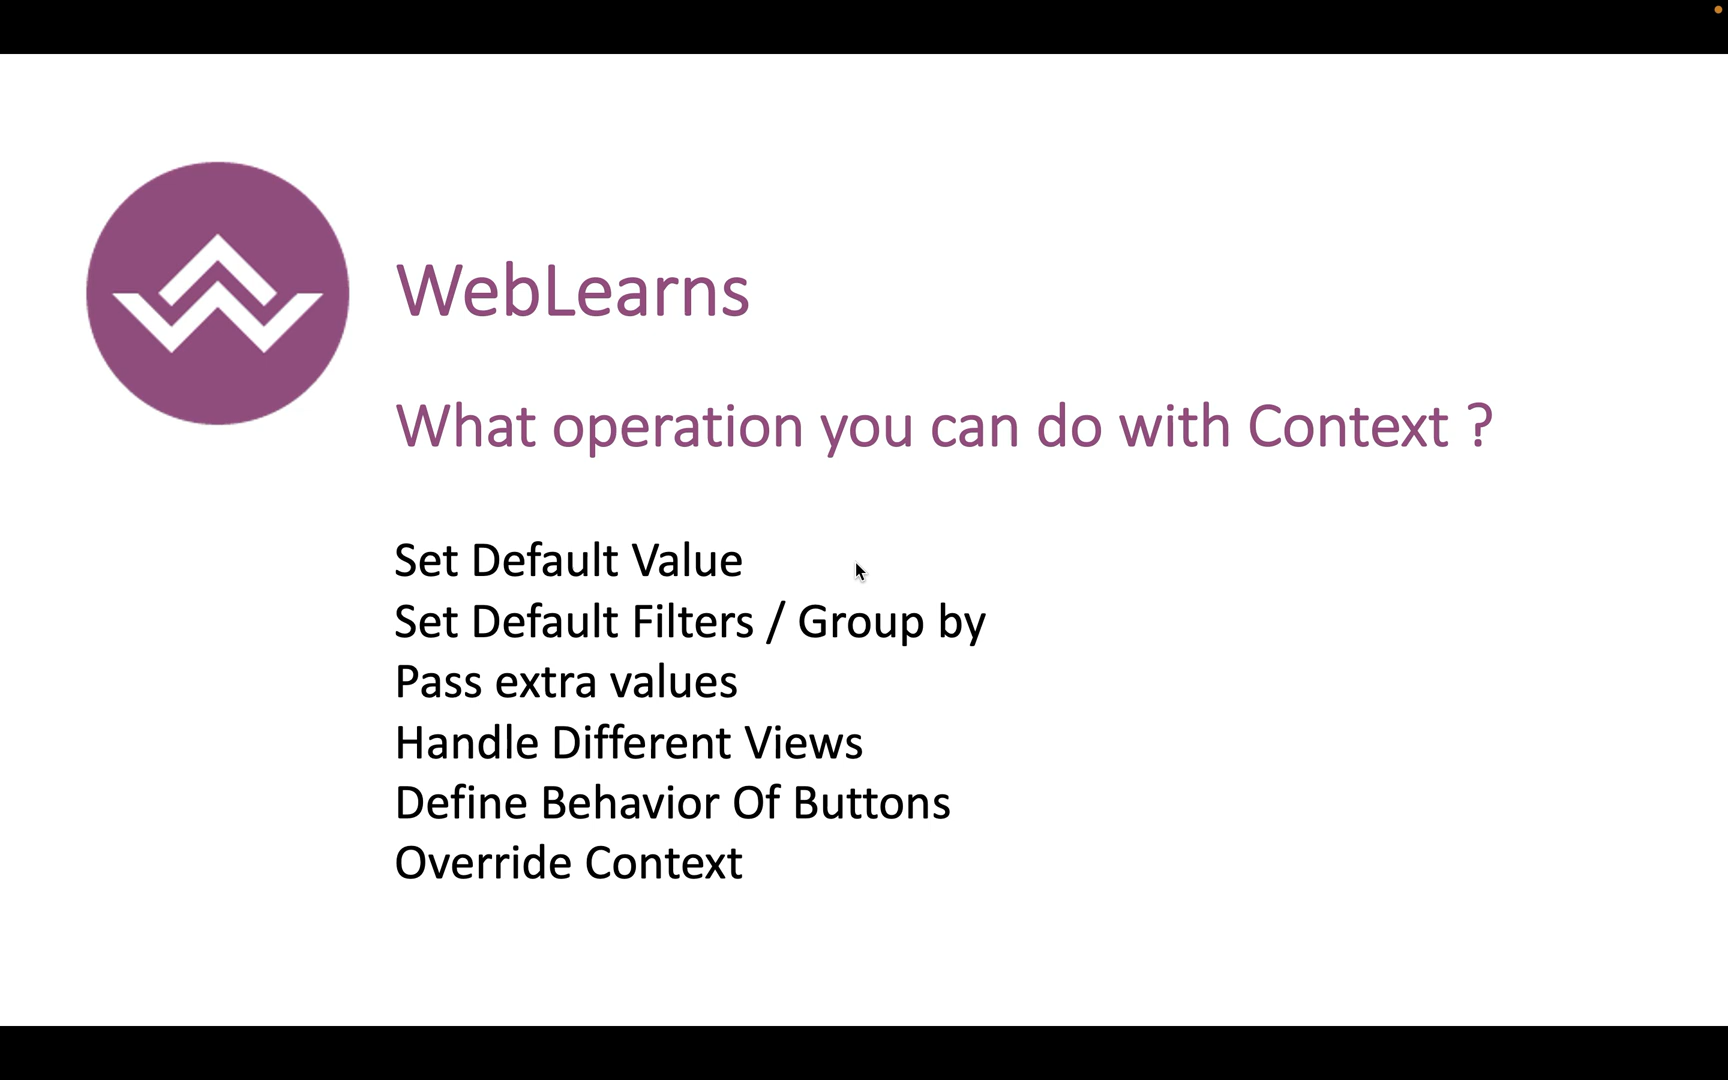 WebLearns
What operation you can do with Context ?
Set Default Value
Set Default Filters / Group by
Pass extra values
Handle Different Views
Define Behavior Of Buttons
Override Context